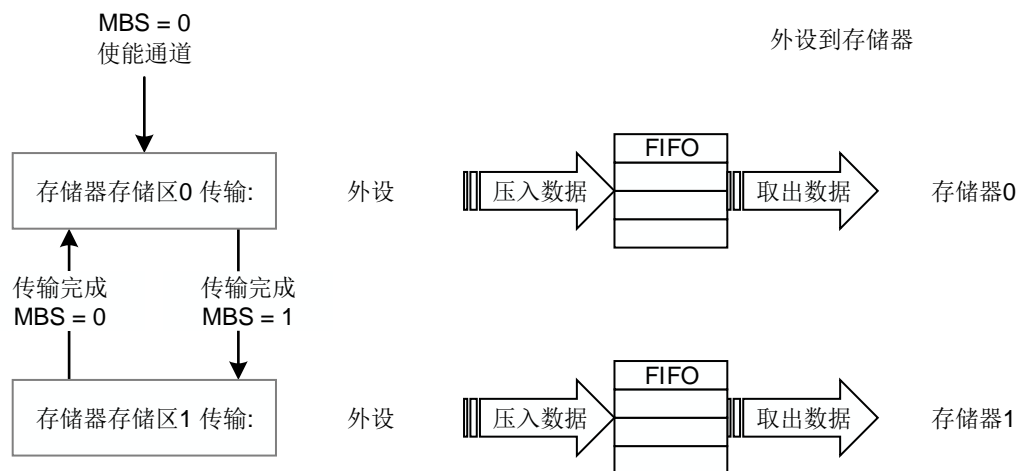 MBS = 0
使能通道
外设到存储器
FIFO
存储器存储区0 传输:
外设
压入数据
取出数据
存储器0
传输完成
MBS = 0
传输完成
MBS = 1
FIFO
存储器存储区1 传输:
外设
压入数据
取出数据
存储器1